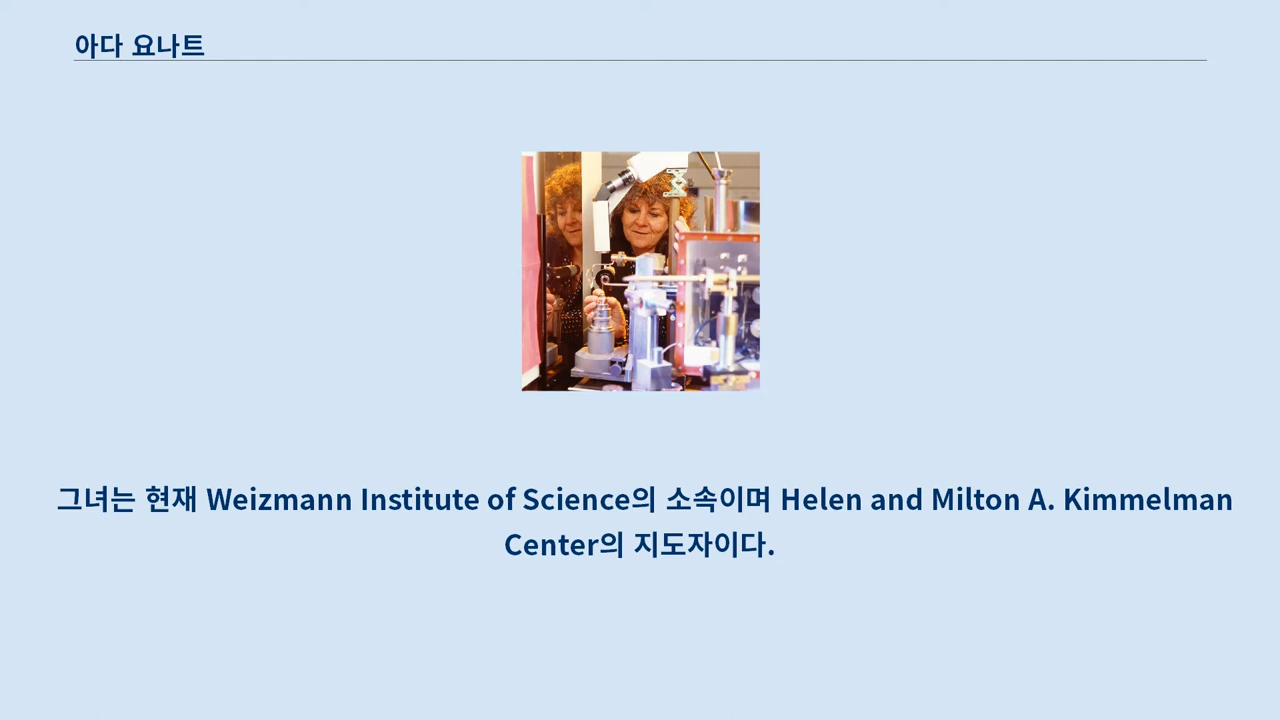 아다 요나트
그녀는 현재 Weizmann Institute of Science의 소속이며 Helen and Milton A. Kimmelman
Center의 지도자이다.